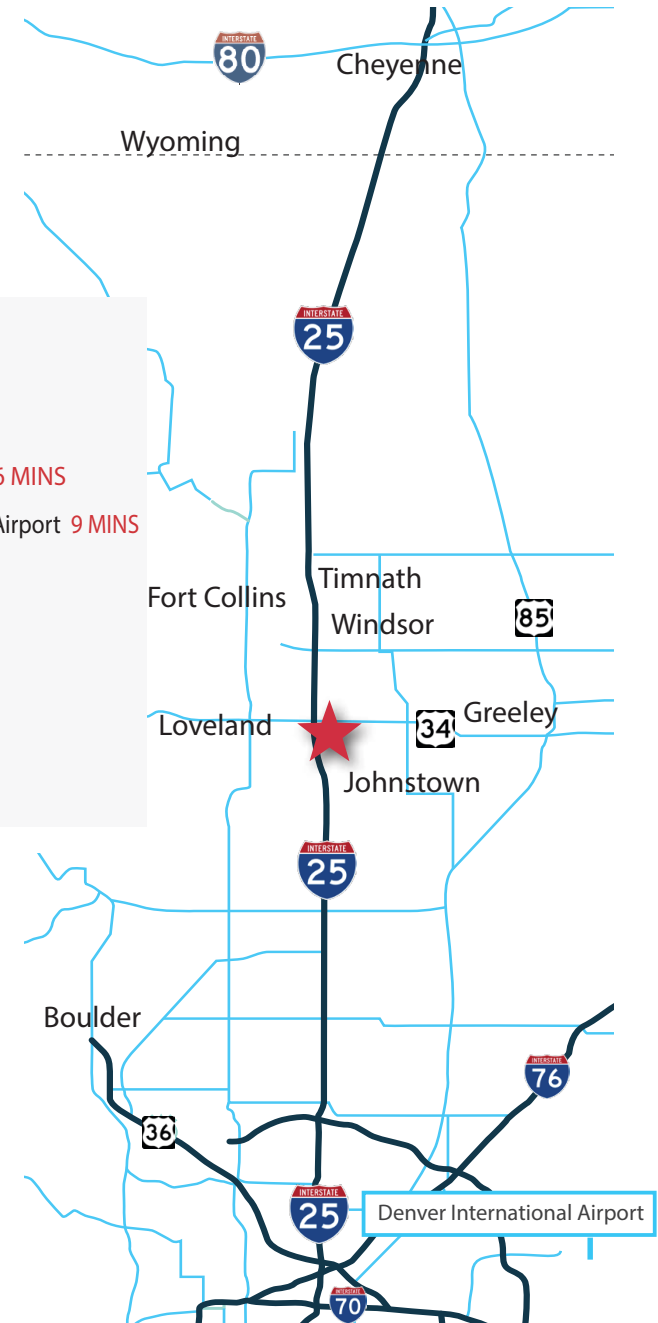 INTERSTATE
80
Cheyenne
Wyoming
INTERSTATE
25
MINS
Airport 9 MINS
Timnath
Fort Collins
Windsor
85
Loveland
34
Greeley
Johnstown
INTERSTATE
25
Boulder
INTERSTATE
76
36
INTERSTATE
25
Denver International Airport
INTERSTATE
70